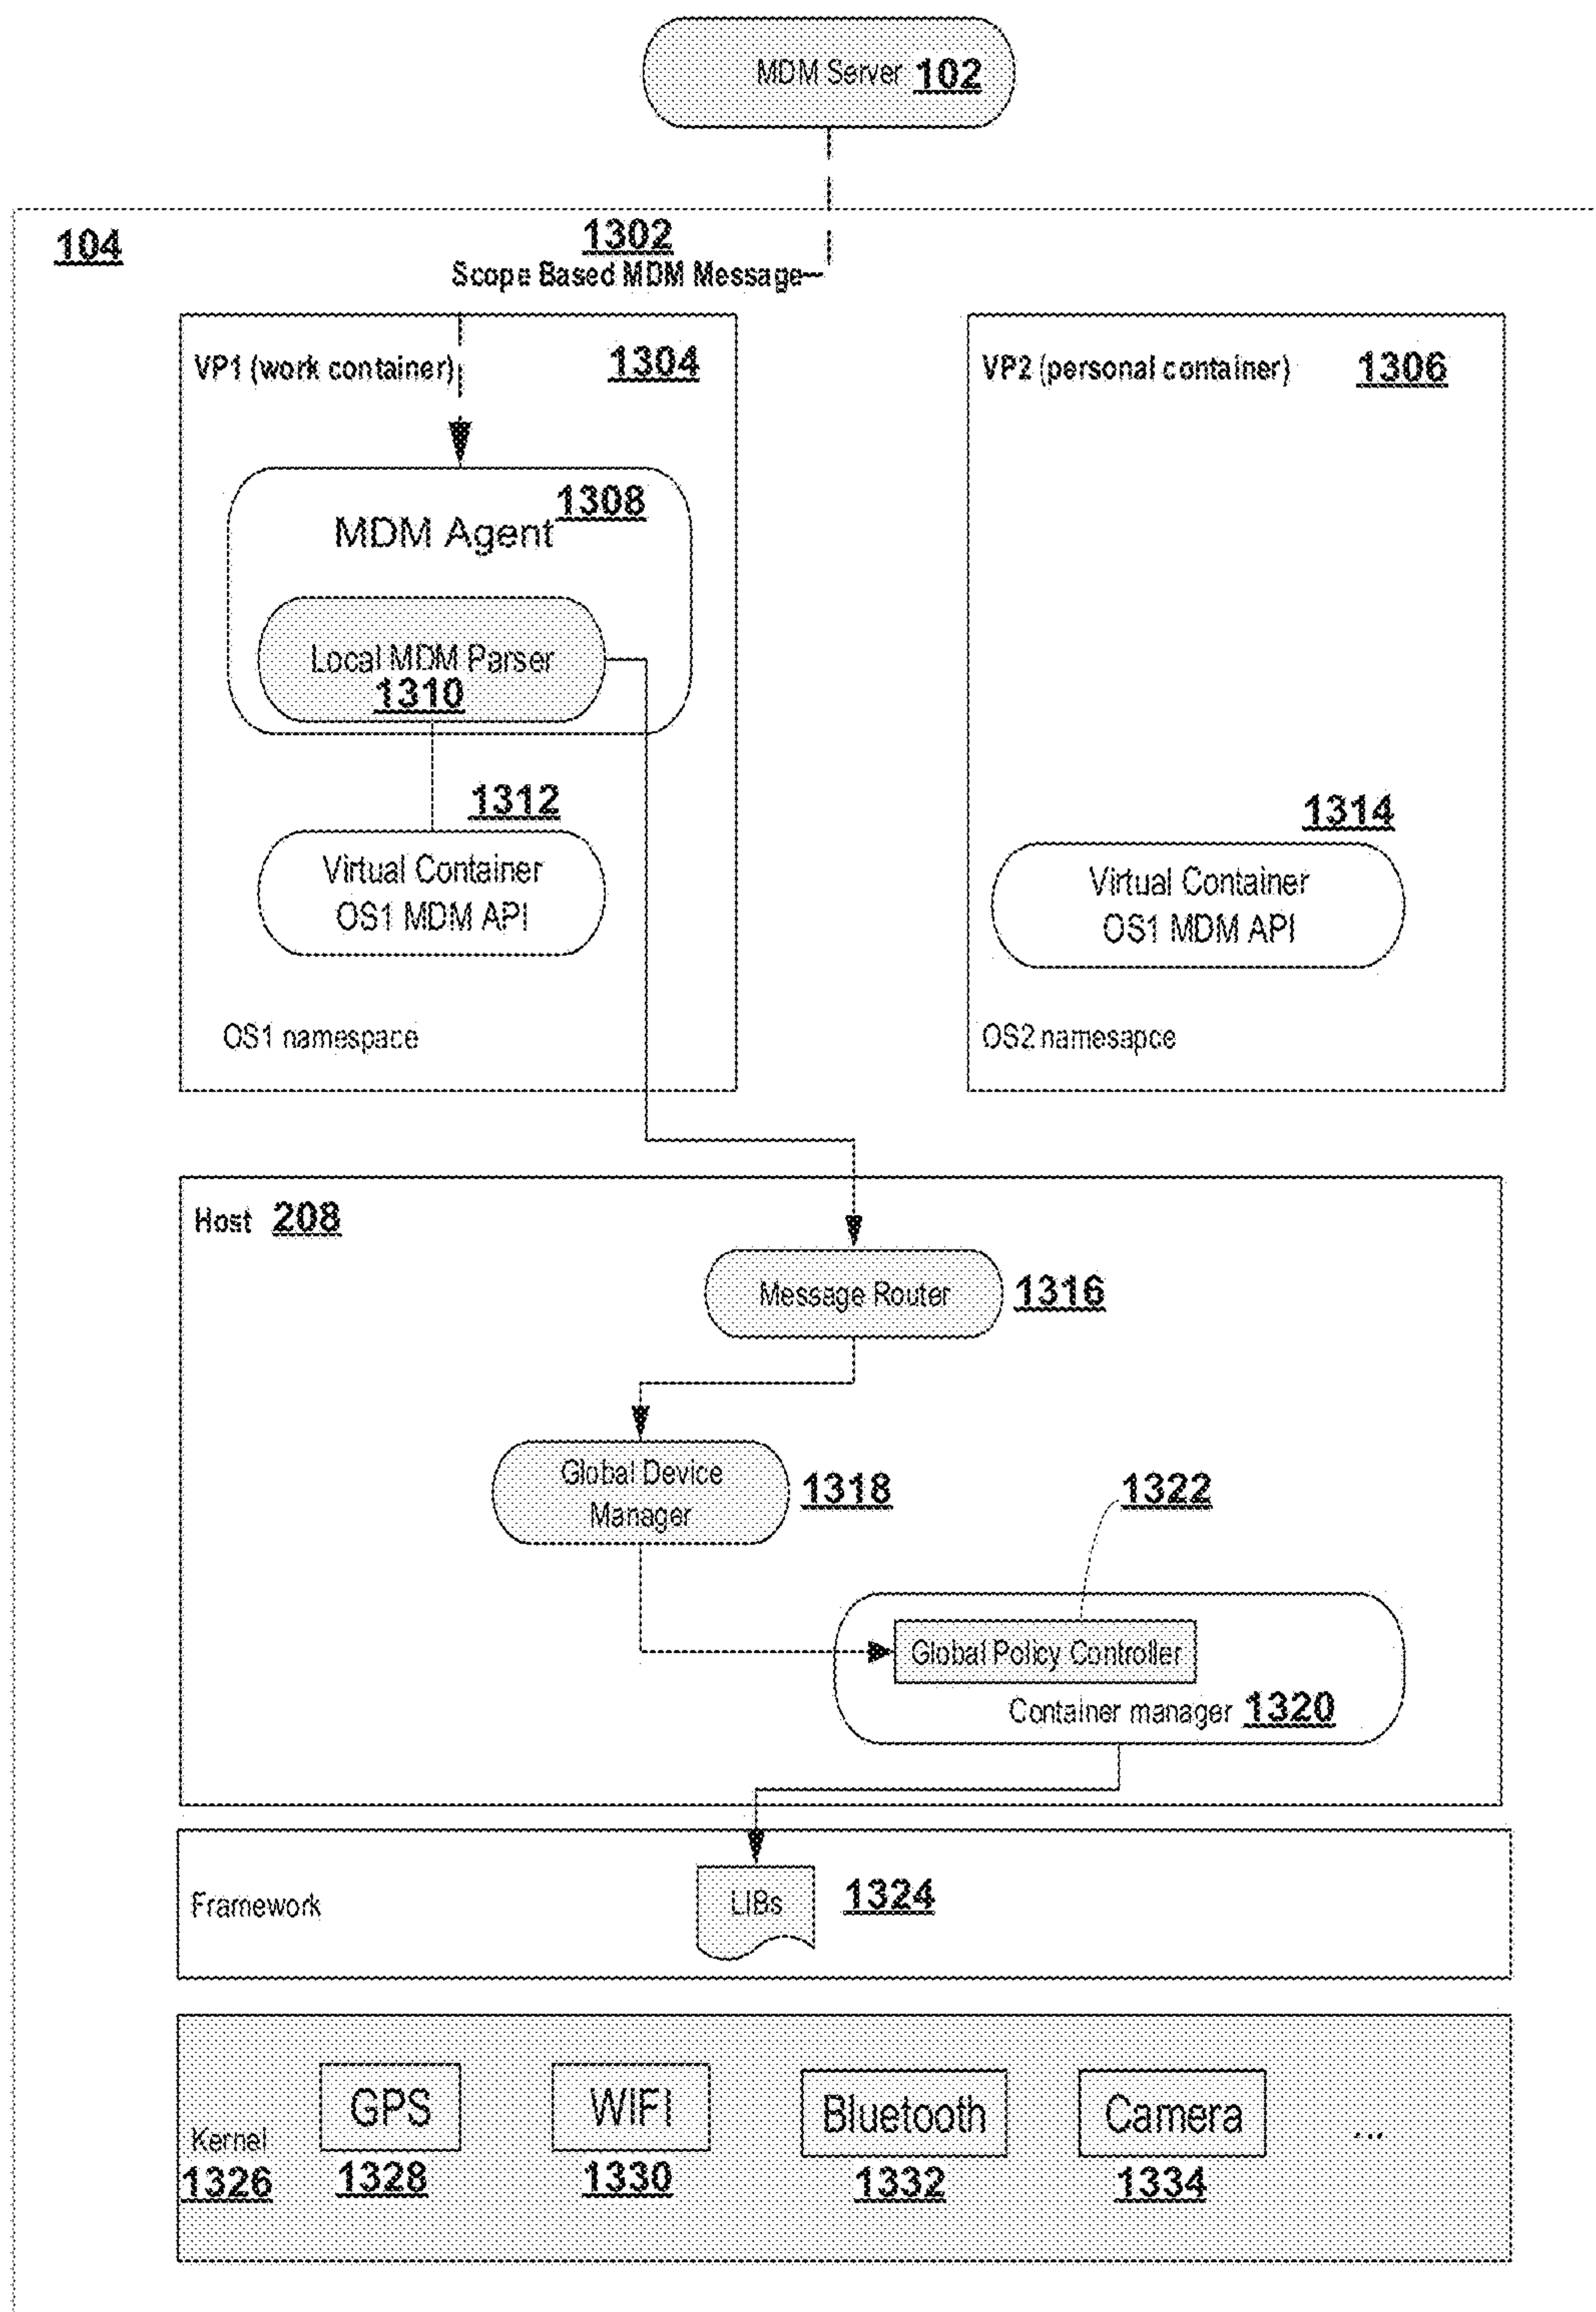 MDM Server 102
104
1302
Scope Based MDM Message
VP1 (work container)
1304
VP2 (personal container)
1306
1308
MDM Agent
Local MDM Parser
1310
1312
Virtual Container
OS1 MDM API
1314
Virtual Container
OS1 MDM API
OS1 namespace
OS2 namesapce
Host 208
Message Router
1316
Global Device
Manager
1318
1322
Global Policy Controller
Container manager 1320
Framework
LIBs
1324
GPS
WIFI
Bluetooth
Camera
...
Kernel
1326
1328
1330
1332
1334